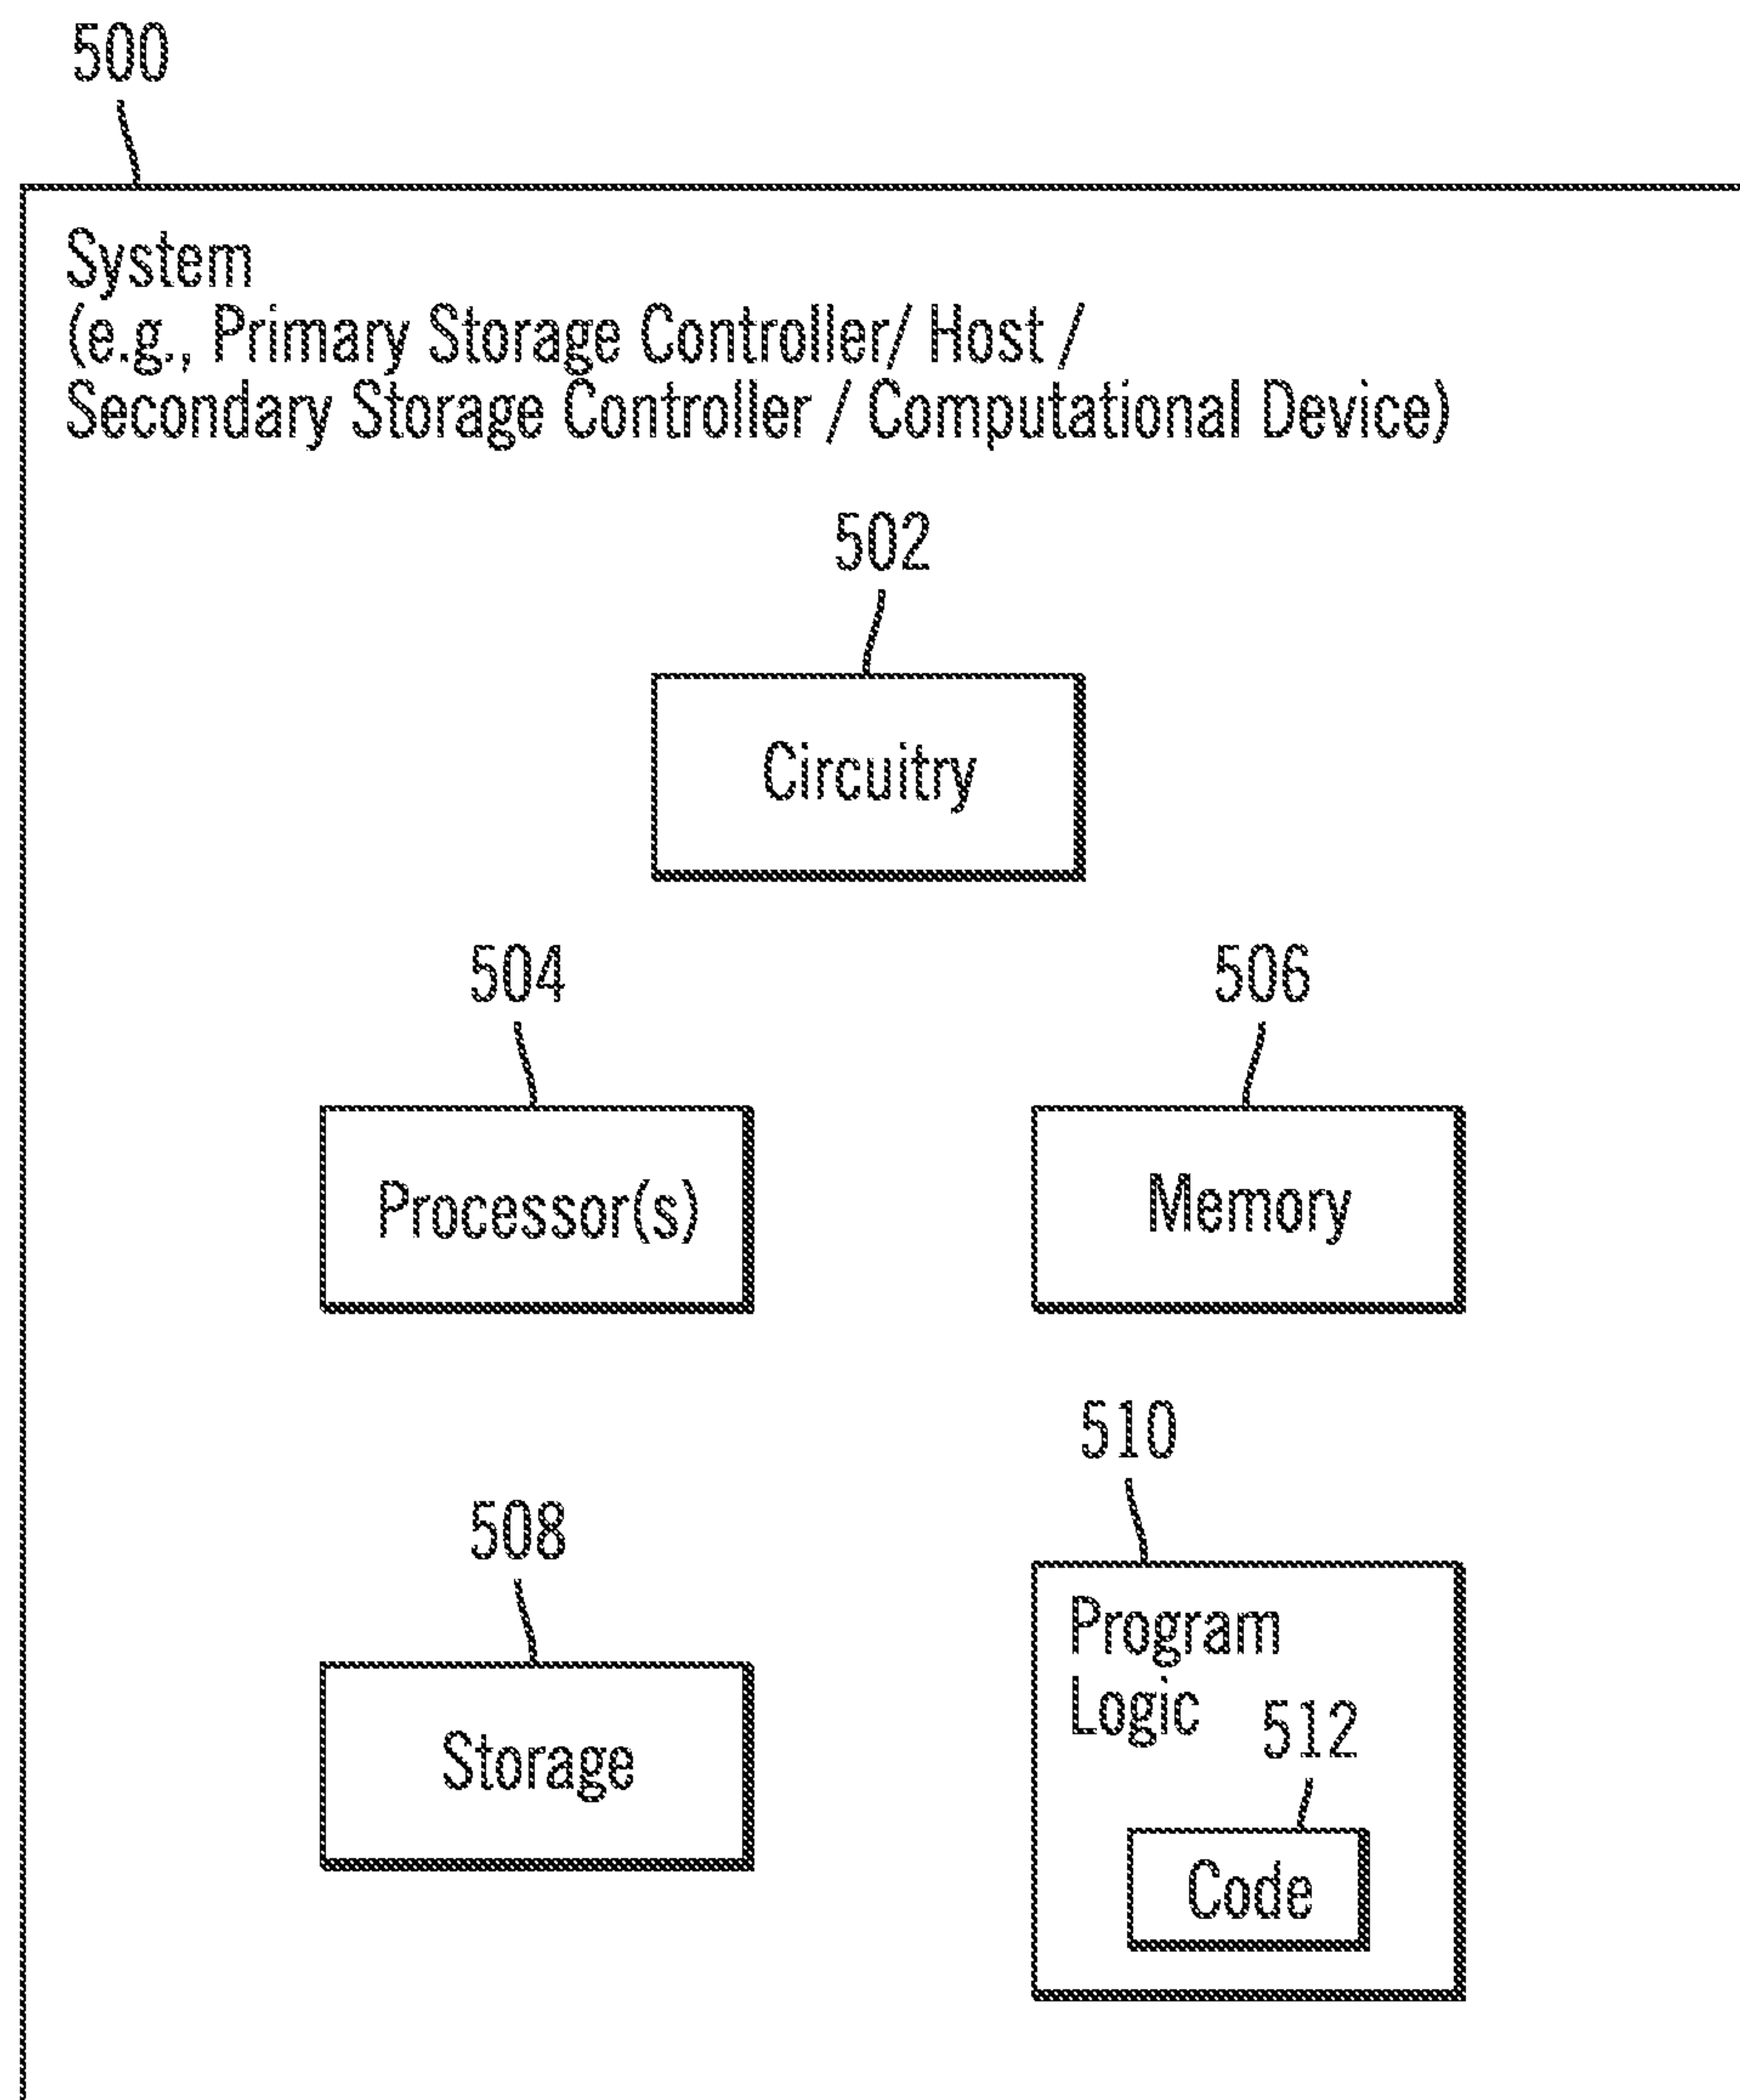 500
System
(e.g., Primary Storage Controller/ Host /
Secondary Storage Controller / Computational Device)
502
Circuitry
504
506
Processor(s)
Memory
510
508
Program
Logic
512
Storage
Code